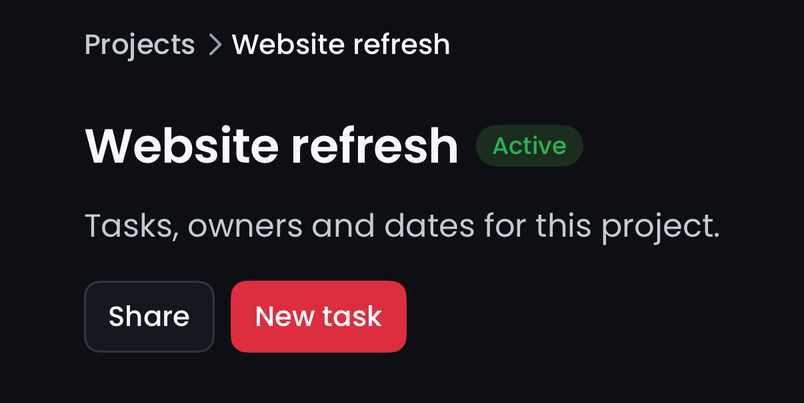 Projects > Website refresh
Website refresh Active
Tasks, owners and dates for this project.
Share New task